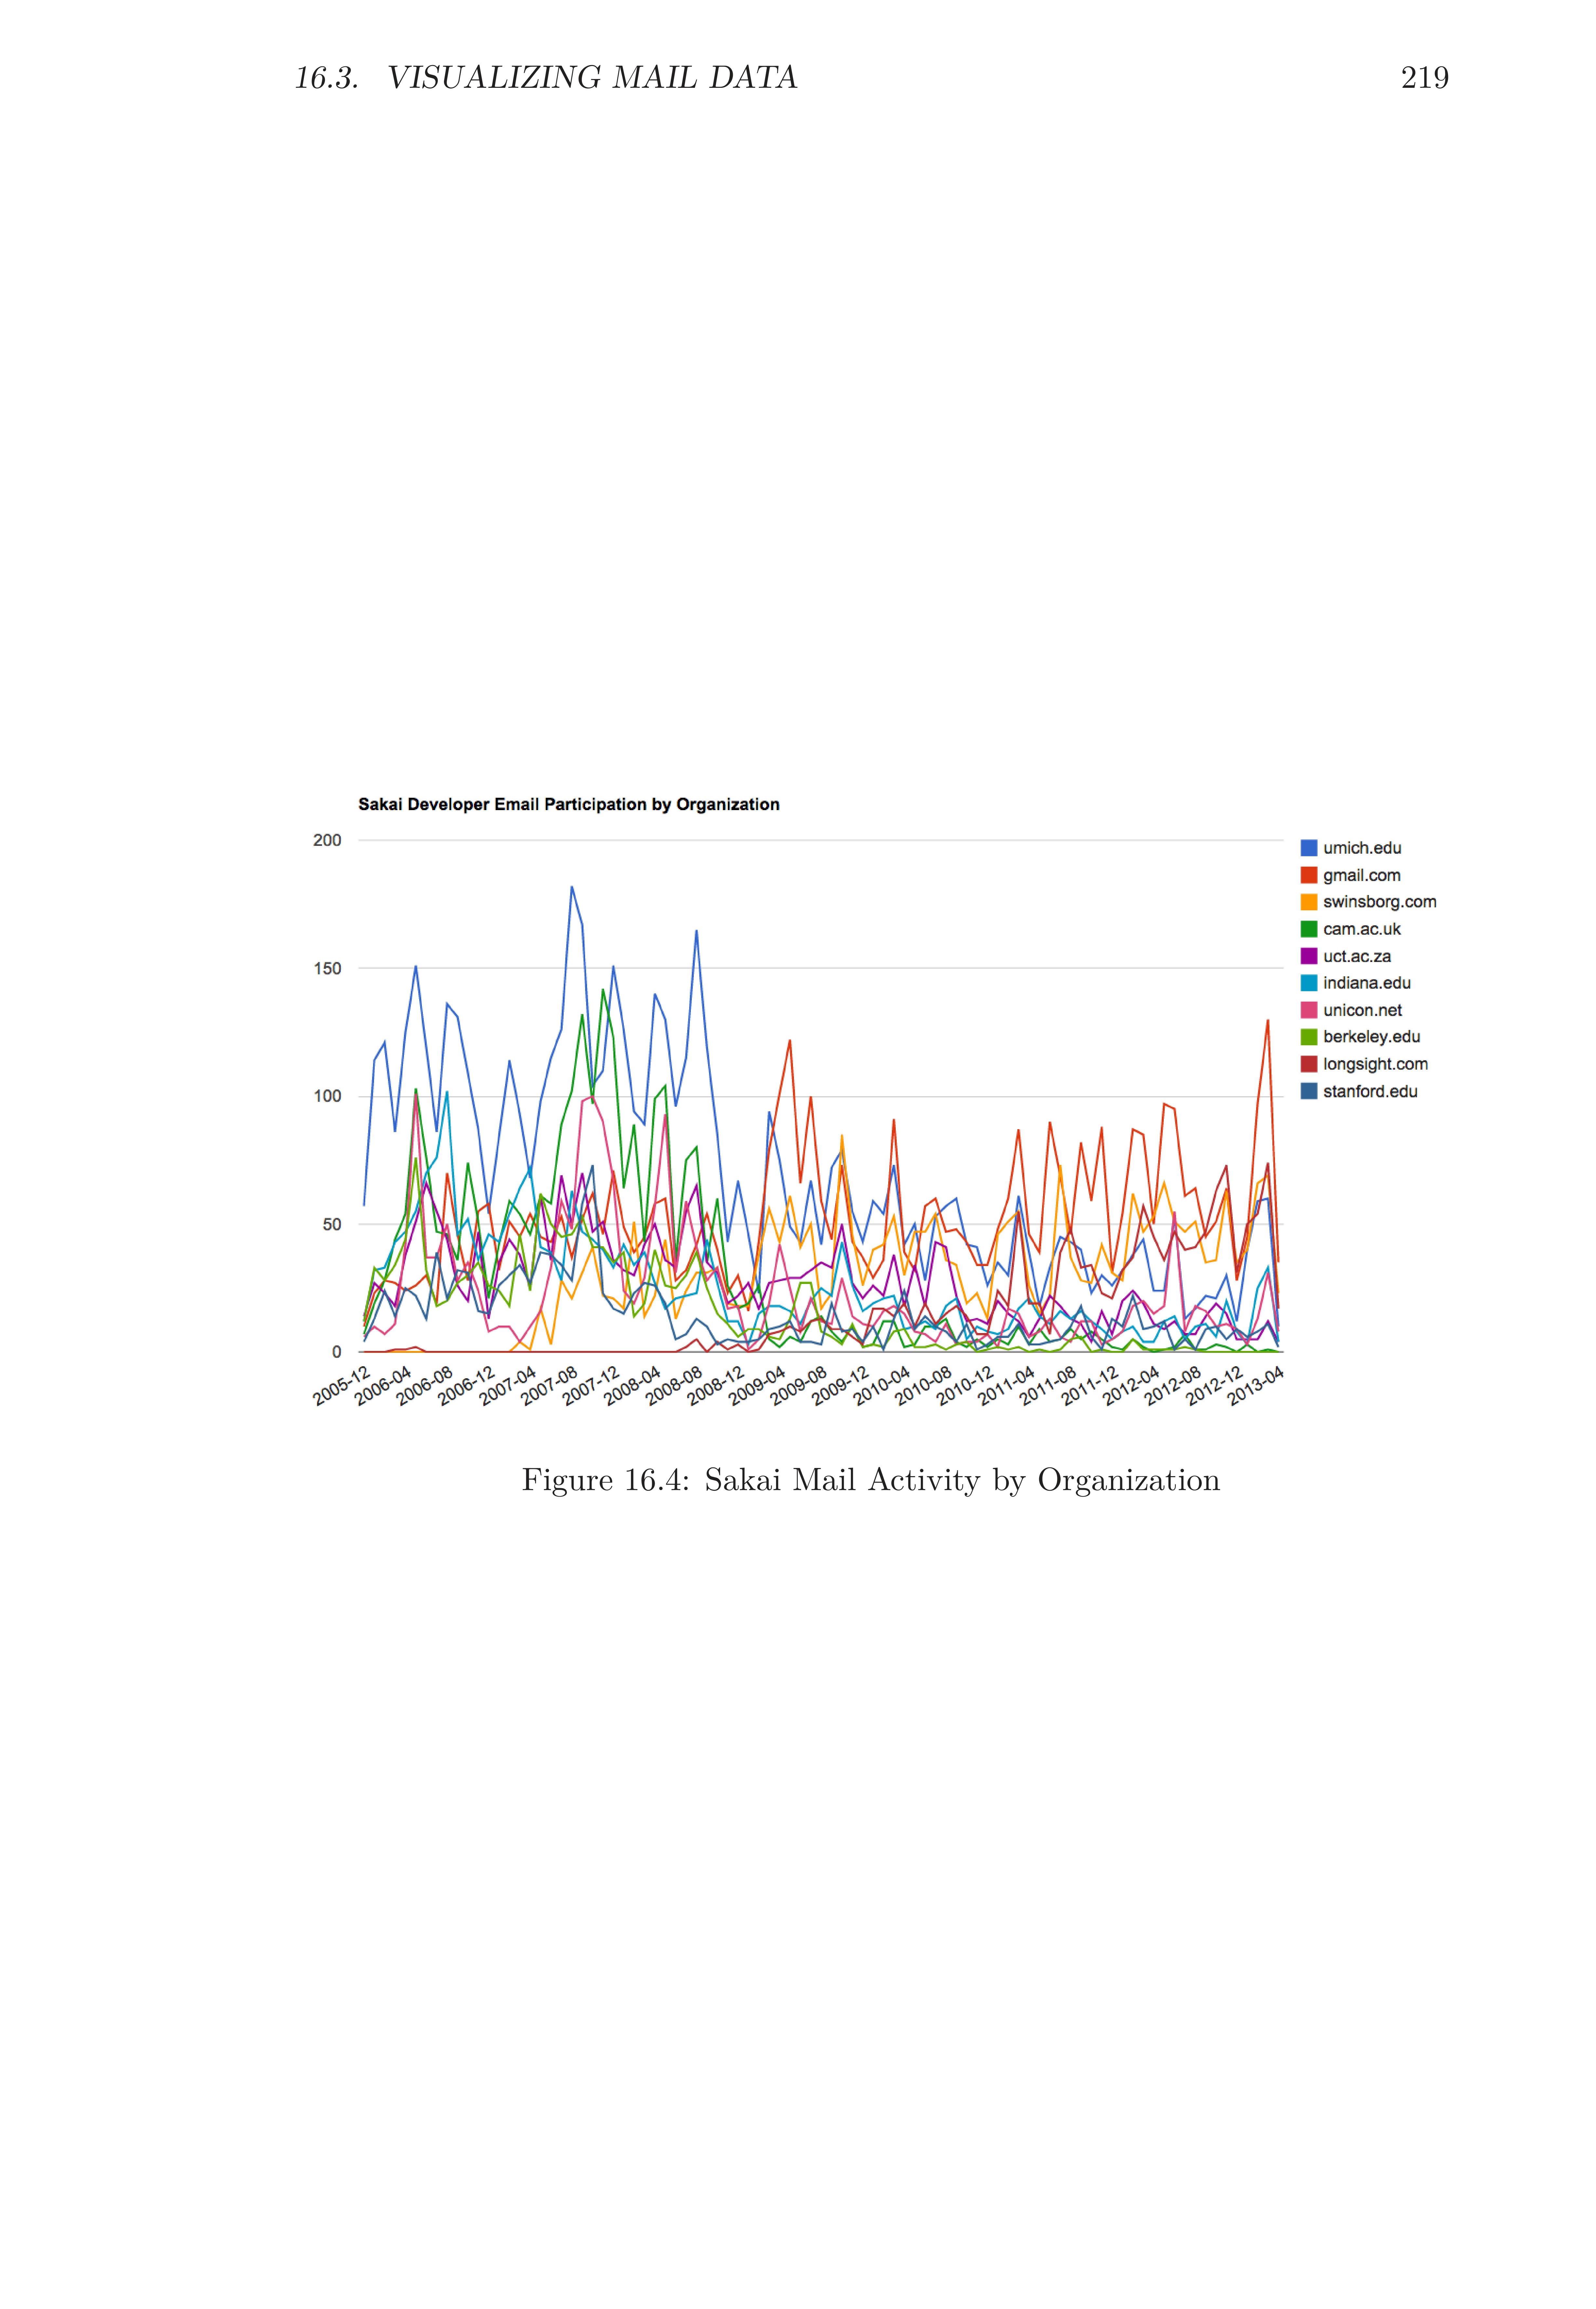 16.3. VISUALIZING MAIL DATA 219
Sakai Developer Email Participation by Organization
200
150
100
50
0
umich.edu
gmail.com
swinsborg.com
cam.ac.uk
uct.ac.za
indiana.edu
unicon.net
berkeley.edu
longsight.com
stanford.edu
2005-12
2006-04
2006-08
2006-12
2007-04
2007-08
2007-12
2008-04
2008-08
2008-12
2009-04
2009-08
2009-12
2010-04
2010-08
2010-12
2011-04
2011-08
2011-12
2012-04
2012-08
2012-12
2013-04
Figure 16.4: Sakai Mail Activity by Organization